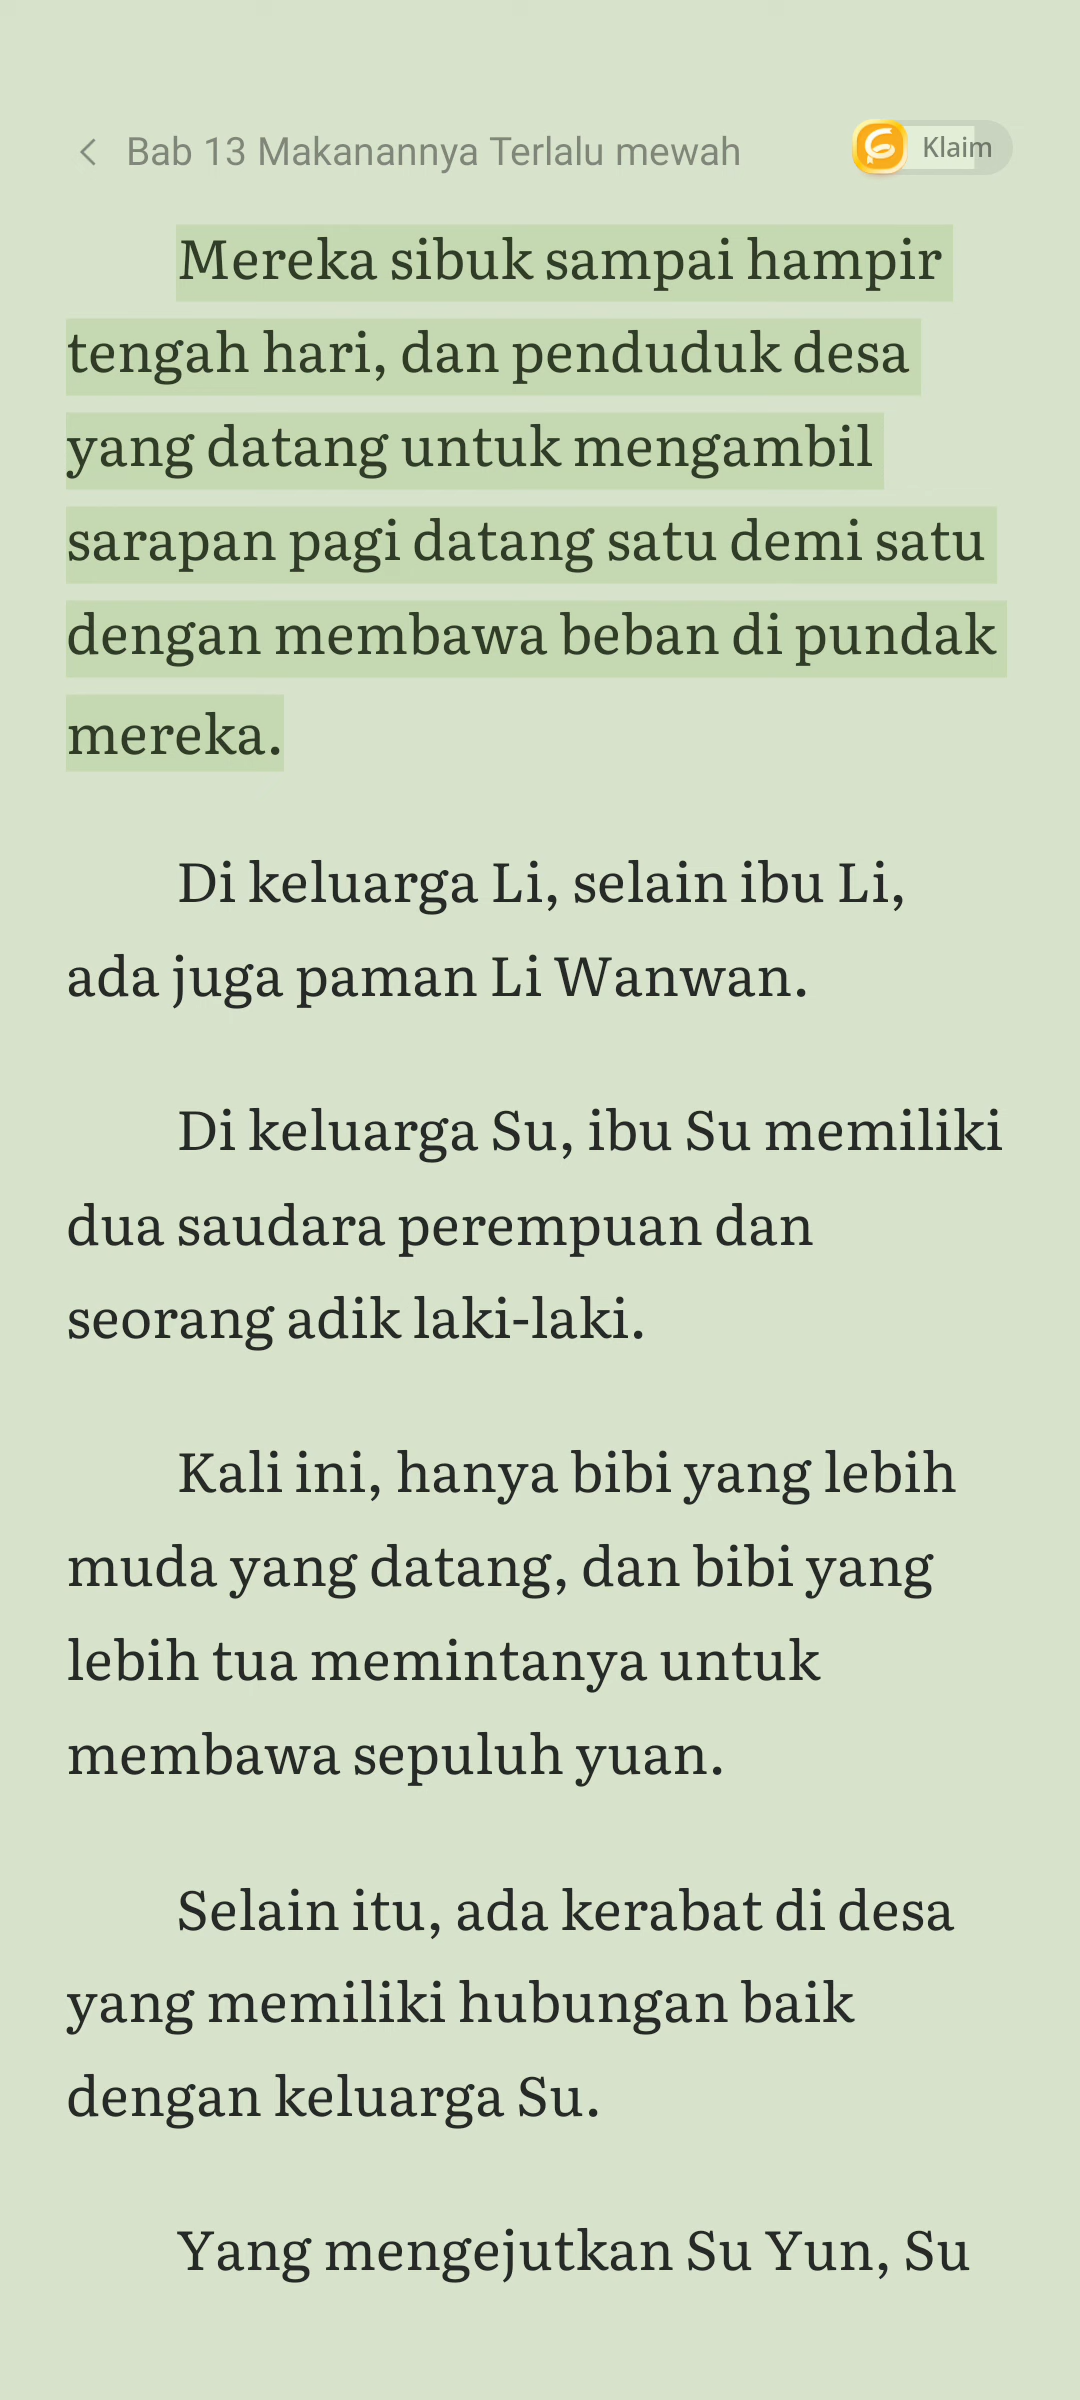 Bab 13 Makanannya Terlalu mewah
Klaim
Mereka sibuk sampai hampir
tengah hari, dan penduduk desa
yang datang untuk mengambil
sarapan pagi datang satu demi satu
dengan membawa beban di pundak
mereka.
Di keluarga Li, selain ibu Li,
ada juga paman Li Wanwan.
Di keluarga Su, ibu Su memiliki
dua saudara perempuan dan
seorang adik laki-laki.
Kali ini, hanya bibi yang lebih
muda yang datang, dan bibi yang
lebih tua memintanya untuk
membawa sepuluh yuan.
Selain itu, ada kerabat di desa
yang memiliki hubungan baik
dengan keluarga Su.
Yang mengejutkan Su Yun, Su